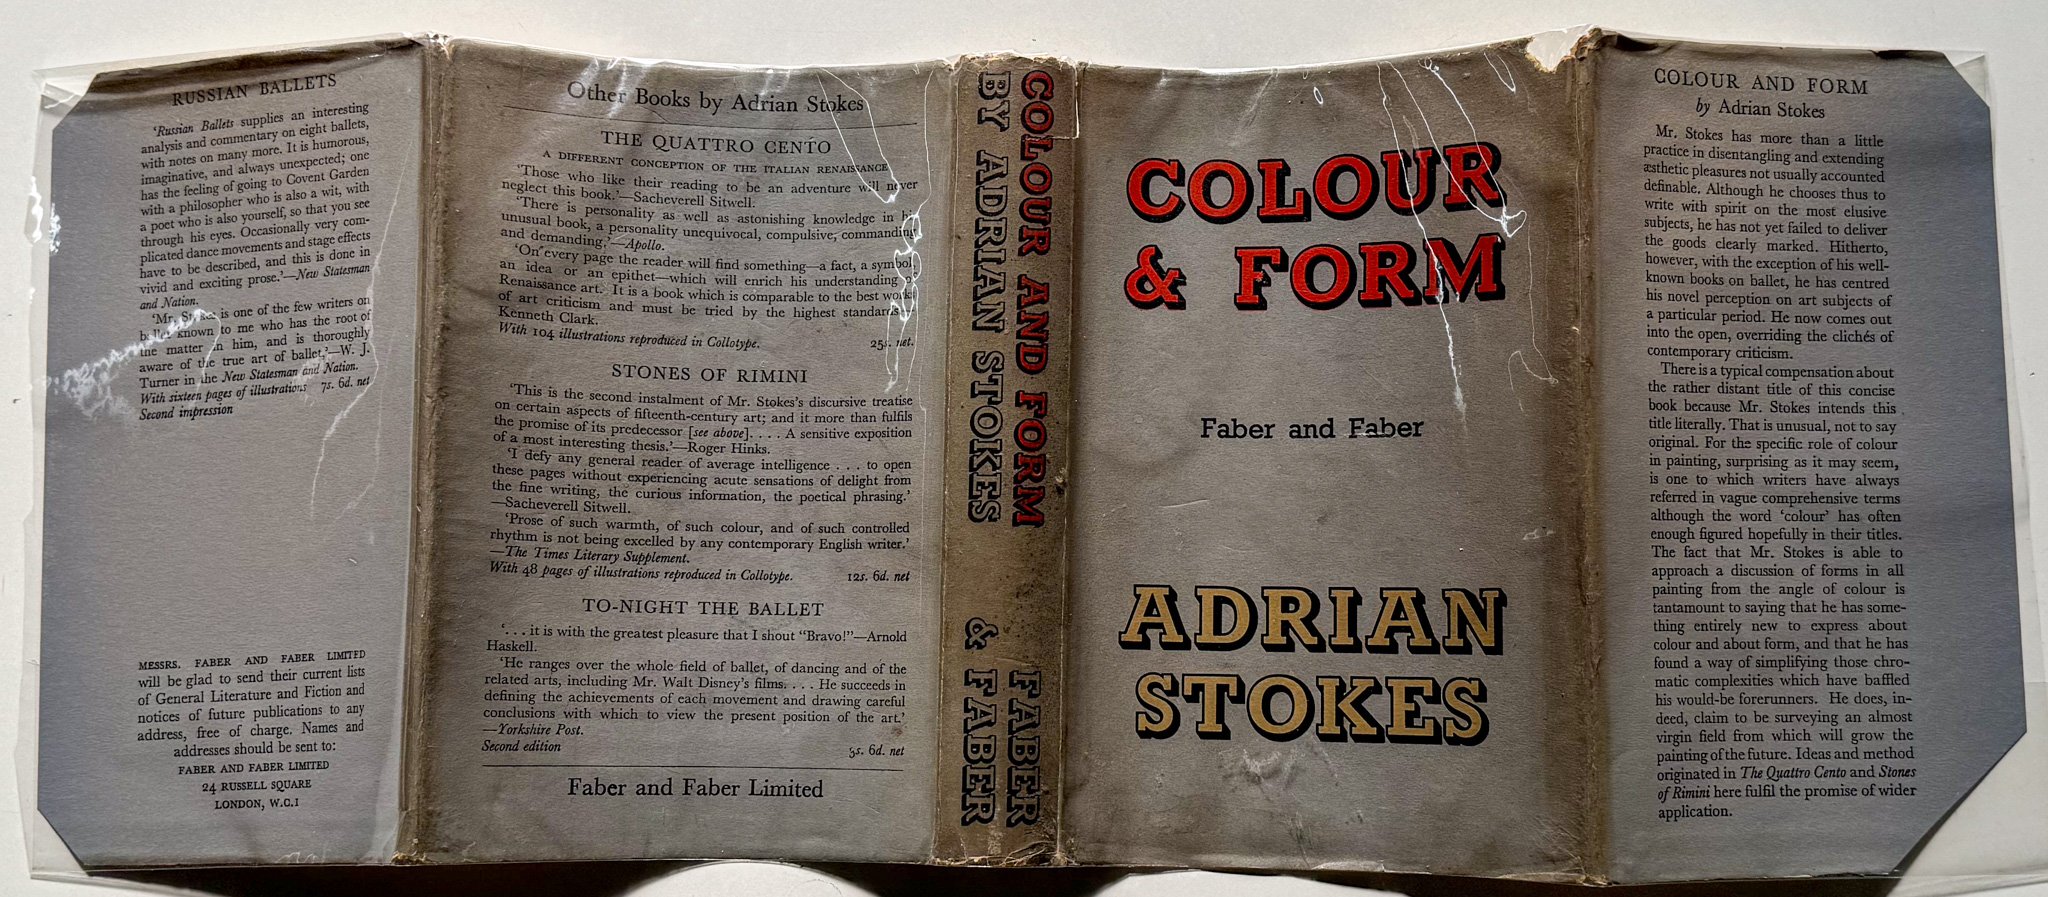 RUSSIAN BALLETS
'Russian Ballets supplies an interesting
analysis and commentary on eight ballets,
with notes on many more. It is humorous,
imaginative, and always unexpected; one
has the feeling of going to Covent Garden
with a philosopher who is also a wit, with
a poet who is also yourself, so that you see
through his eyes. Occasionally very com-
plicated dance movements and stage effects
have to be described, and this is done in
vivid and exciting prose.'—New Statesman
and Nation.
'Mr. Stokes is one of the few writers on
ballet known to me who has the root of
the matter in him, and is thoroughly
aware of the true art of ballet.'—W. J.
Turner in the New Statesman and Nation.
With sixteen pages of illustrations 7s. 6d. net
Second impression
MESSRS. FABER AND FABER LIMITED
will be glad to send their current lists
of General Literature and Fiction and
notices of future publications to any
address, free of charge. Names and
addresses should be sent to:
FABER AND FABER LIMITED
24 RUSSELL SQUARE
LONDON, W.C.1
Other Books by Adrian Stokes
THE QUATTRO CENTO
A DIFFERENT CONCEPTION OF THE ITALIAN RENAISSANCE
'Those who like their reading to be an adventure will never
neglect this book.'—Sacheverell Sitwell.
'There is personality as well as astonishing knowledge in his
unusual book, a personality unequivocal, compulsive, commanding
and demanding.'—Apollo.
'On every page the reader will find something—a fact, a symbol,
an idea or an epithet—which will enrich his understanding of
Renaissance art. It is a book which is comparable to the best works
of art criticism and must be tried by the highest standards.'—
Kenneth Clark.
With 104 illustrations reproduced in Collotype. 25s. net.
STONES OF RIMINI
'This is the second instalment of Mr. Stokes's discursive treatise
on certain aspects of fifteenth-century art; and it more than fulfils
the promise of its predecessor [see above]. . . . A sensitive exposition
of a most interesting thesis.'—Roger Hinks.
'I defy any general reader of average intelligence . . . to open
these pages without experiencing acute sensations of delight from
the fine writing, the curious information, the poetical phrasing.'
—Sacheverell Sitwell.
'Prose of such warmth, of such colour, and of such controlled
rhythm is not being excelled by any contemporary English writer.'
—The Times Literary Supplement.
With 48 pages of illustrations reproduced in Collotype. 12s. 6d. net
TO-NIGHT THE BALLET
'. . . it is with the greatest pleasure that I shout "Bravo!"—Arnold
Haskell.
'He ranges over the whole field of ballet, of dancing and of the
related arts, including Mr. Walt Disney's films. . . . He succeeds in
defining the achievements of each movement and drawing careful
conclusions with which to view the present position of the art.'
—Yorkshire Post.
Second edition 3s. 6d. net
Faber and Faber Limited
COLOUR AND FORM
BY ADRIAN STOKES
FABER
& FABER
COLOUR
& FORM
Faber and Faber
ADRIAN
STOKES
COLOUR AND FORM
by Adrian Stokes
Mr. Stokes has more than a little
practice in disentangling and extending
æsthetic pleasures not usually accounted
definable. Although he chooses thus to
write with spirit on the most elusive
subjects, he has not yet failed to deliver
the goods clearly marked. Hitherto,
however, with the exception of his well-
known books on ballet, he has centred
his novel perception on art subjects of
a particular period. He now comes out
into the open, overriding the clichés of
contemporary criticism.
There is a typical compensation about
the rather distant title of this concise
book because Mr. Stokes intends this
title literally. That is unusual, not to say
original. For the specific role of colour
in painting, surprising as it may seem,
is one to which writers have always
referred in vague comprehensive terms
although the word 'colour' has often
enough figured hopefully in their titles.
The fact that Mr. Stokes is able to
approach a discussion of forms in all
painting from the angle of colour is
tantamount to saying that he has some-
thing entirely new to express about
colour and about form, and that he has
found a way of simplifying those chro-
matic complexities which have baffled
his would-be forerunners. He does, in-
deed, claim to be surveying an almost
virgin field from which will grow the
painting of the future. Ideas and method
originated in The Quattro Cento and Stones
of Rimini here fulfil the promise of wider
application.